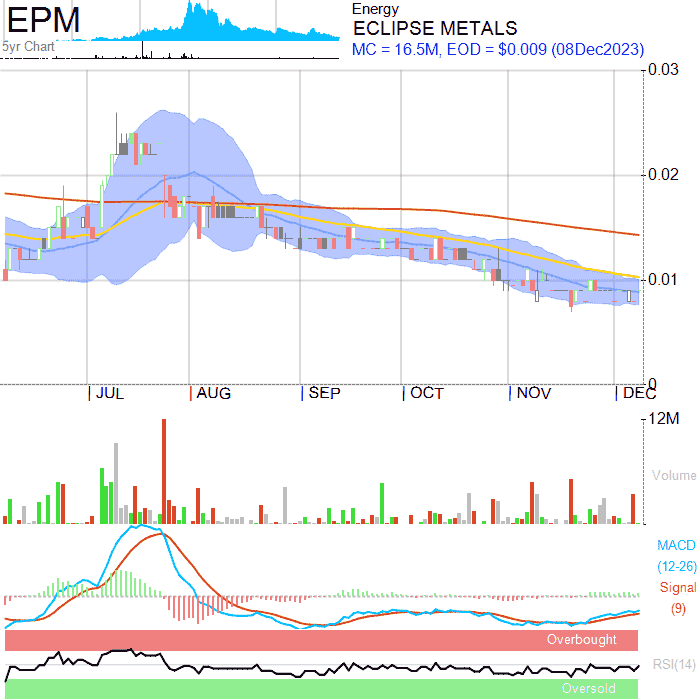 EPM
5yr Chart
Energy
ECLIPSE METALS
MC = 16.5M, EOD = $0.009 (08Dec2023)
0.03
0.02
0.01
0
JUL AUG SEP OCT NOV DEC
12M
Volume
MACD
(12-26)
Signal
(9)
Overbought
RSI(14)
Oversold